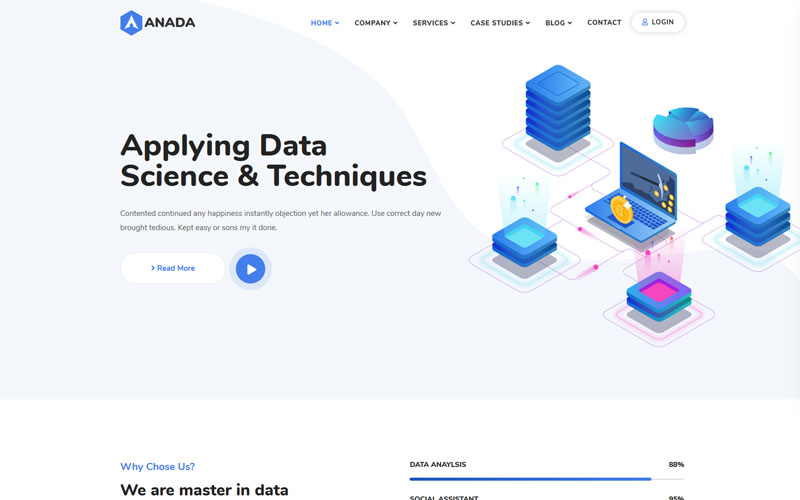 ANADA
HOME
COMPANY
SERVICES
CASE STUDIES
BLOG
CONTACT
LOGIN
Applying Data
Science & Techniques
Contented continued any happiness instantly objection yet her allowance. Use correct day new
brought tedious. Kept easy or sons my it done.
Read More
Why Chose Us?
We are master in data
DATA ANAYLSIS 88%
SOCIAL ASSISTANT 95%